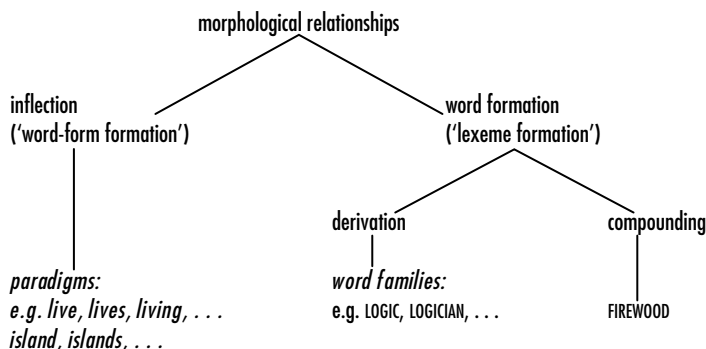 morphological relationships
inflection
('word-form formation')
word formation
('lexeme formation')
derivation
compounding
paradigms:
e.g. live, lives, living, . . .
island, islands, . . .
word families:
e.g. LOGIC, LOGICIAN, . . .
FIREWOOD